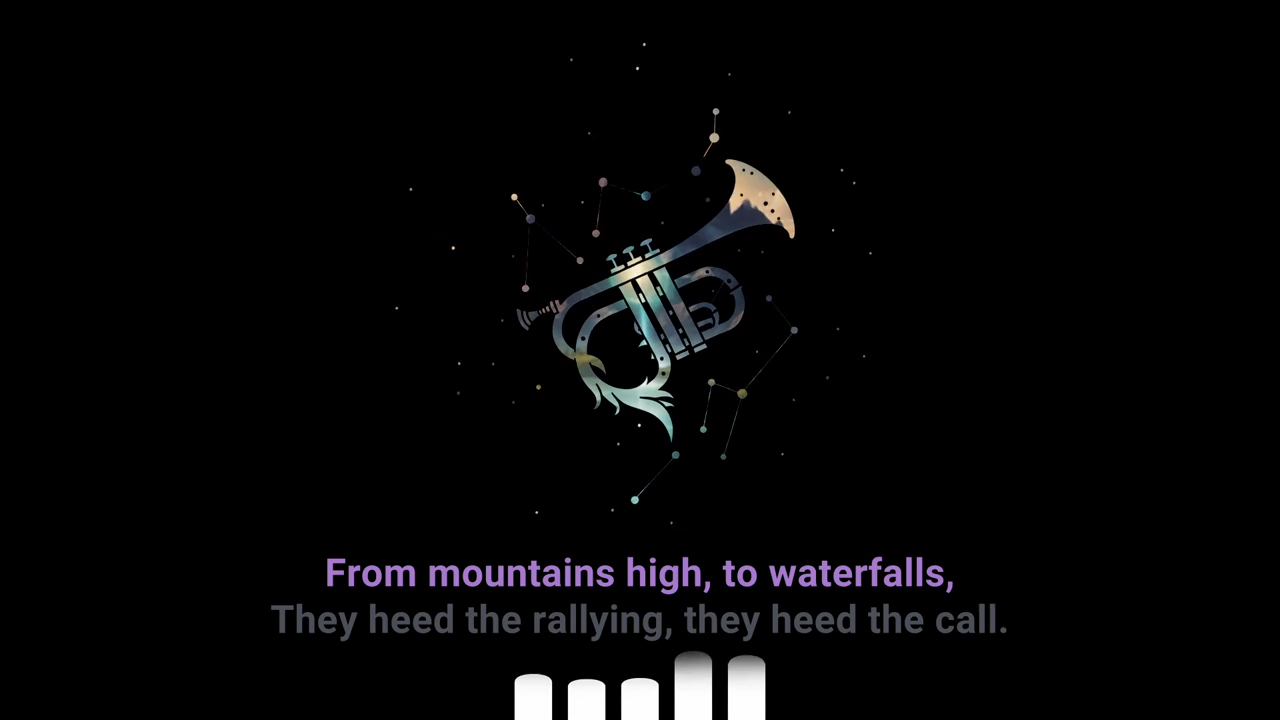 From mountains high, to waterfalls,
They heed the rallying, they heed the call.